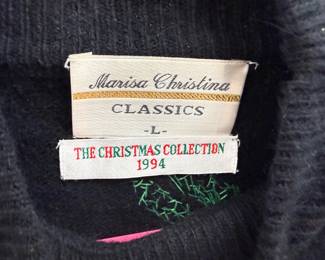 Marisa Christina
CLASSICS
-L-
THE CHRISTMAS COLLECTION
1994